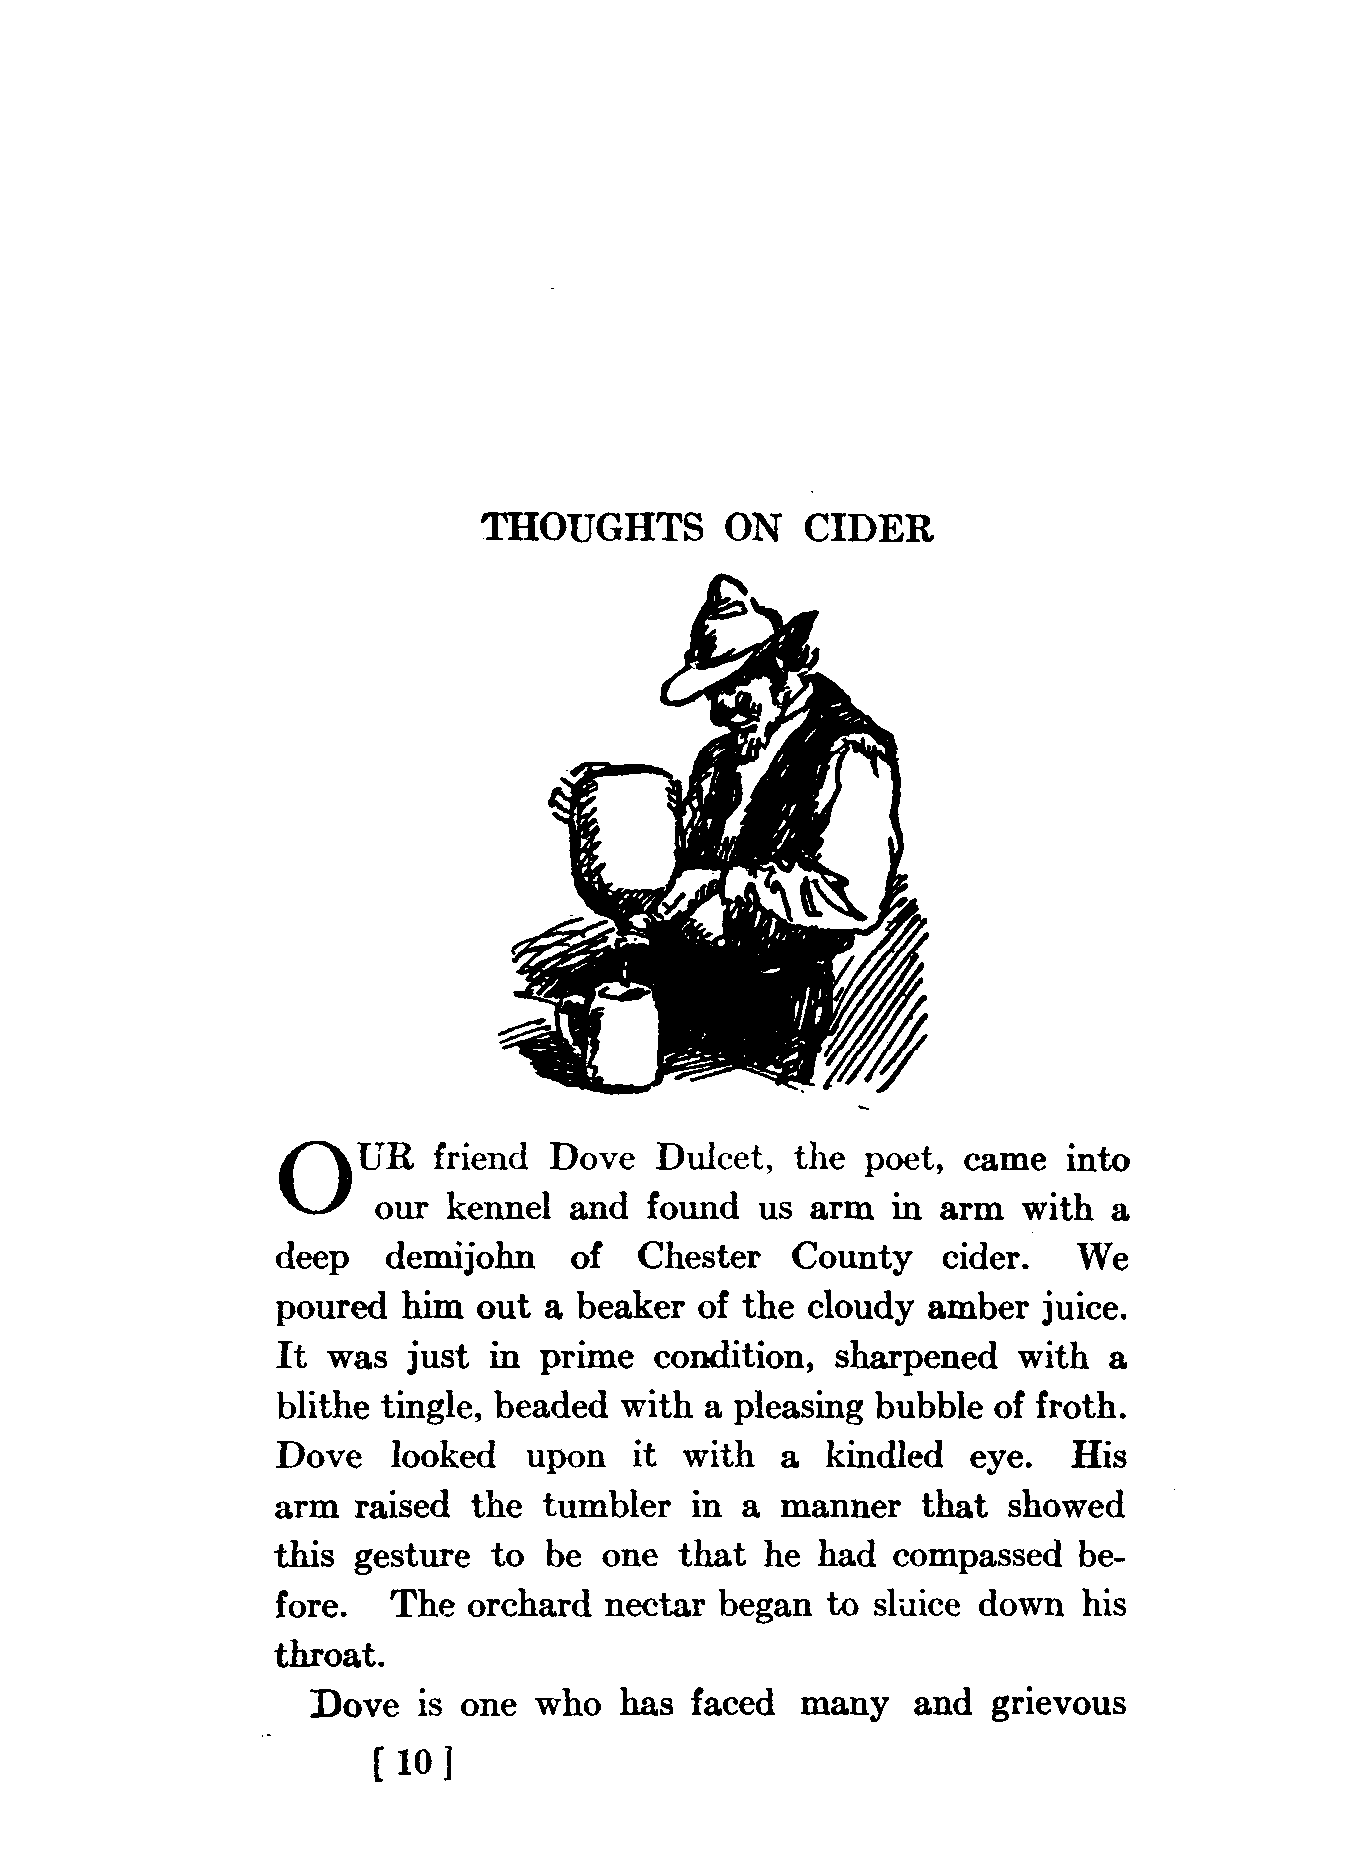 THOUGHTS ON CIDER
OUR friend Dove Dulcet, the poet, came into
our kennel and found us arm in arm with a
deep demijohn of Chester County cider. We
poured him out a beaker of the cloudy amber juice.
It was just in prime condition, sharpened with a
blithe tingle, beaded with a pleasing bubble of froth.
Dove looked upon it with a kindled eye. His
arm raised the tumbler in a manner that showed
this gesture to be one that he had compassed be-
fore. The orchard nectar began to sluice down his
throat.
Dove is one who has faced many and grievous
[ 10 ]